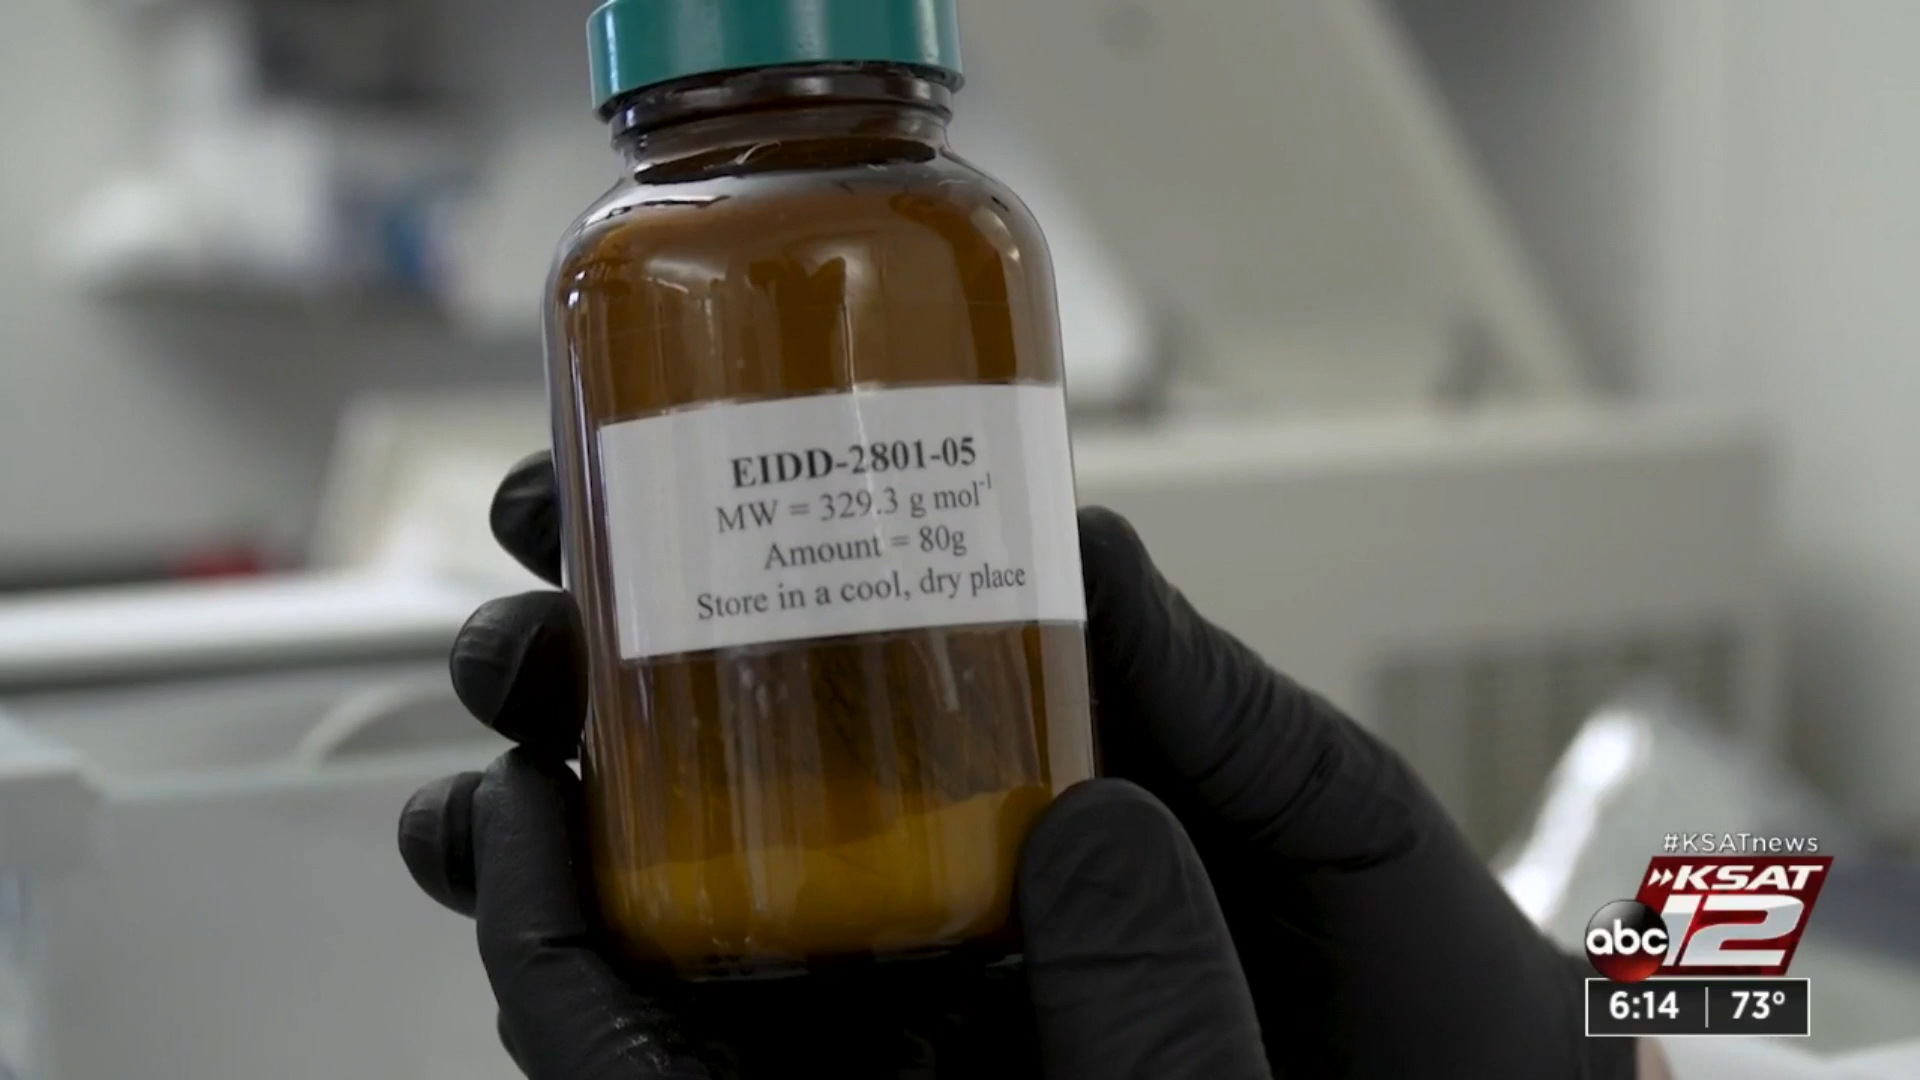 EIDD-2801-05
MW = 329.3 g mol⁻¹
Amount = 80g
Store in a cool, dry place
#KSATnews
KSAT
abc 12
6:14 73°